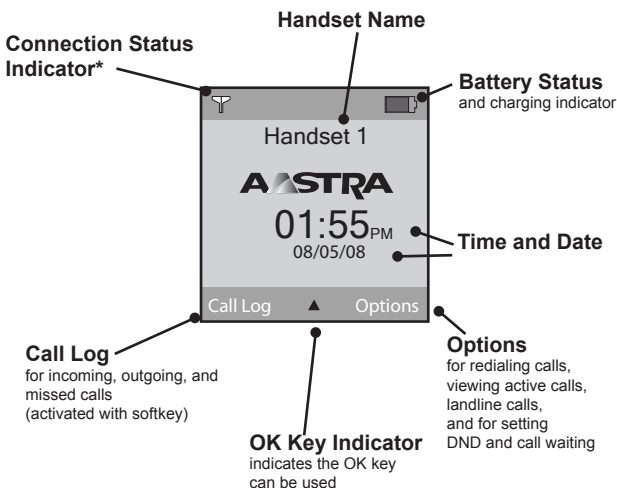 Handset Name
Connection Status
Indicator*
Battery Status
and charging indicator
Handset 1
AASTRA
01:55PM
08/05/08
Time and Date
Call Log
Options
Call Log
for incoming, outgoing, and
missed calls
(activated with softkey)
Options
for redialing calls,
viewing active calls,
landline calls,
and for setting
DND and call waiting
OK Key Indicator
indicates the OK key
can be used